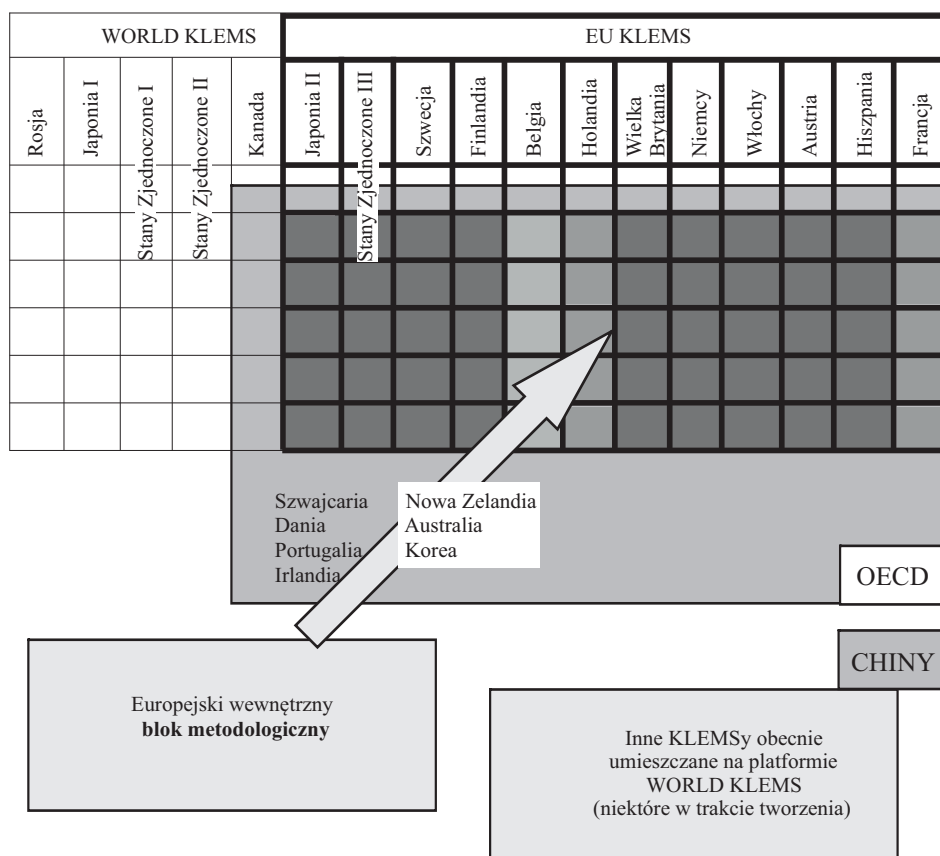 WORLD KLEMS
EU KLEMS
Rosja
Japonia I
Stany Zjednoczone I
Stany Zjednoczone II
Kanada
Japonia II
Stany Zjednoczone III
Szwecja
Finlandia
Belgia
Holandia
Wielka
Brytania
Niemcy
Włochy
Austria
Hiszpania
Francja
Szwajcaria
Dania
Portugalia
Irlandia
Nowa Zelandia
Australia
Korea
OECD
CHINY
Europejski wewnętrzny
blok metodologiczny
Inne KLEMSy obecnie
umieszczane na platformie
WORLD KLEMS
(niektóre w trakcie tworzenia)